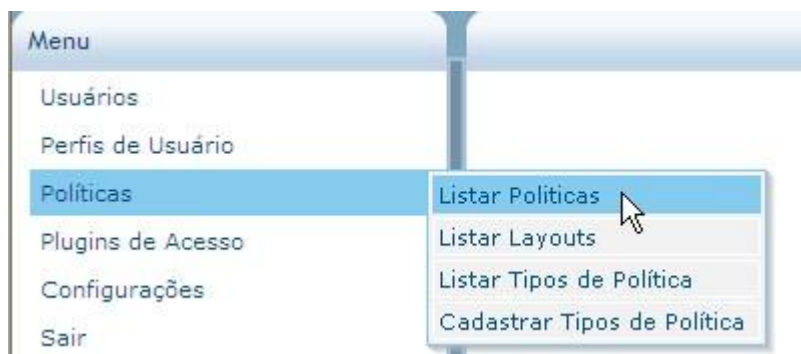 Menu
Usuários
Perfis de Usuário
Políticas
Listar Politicas
Plugins de Acesso
Listar Layouts
Configurações
Listar Tipos de Política
Sair
Cadastrar Tipos de Política